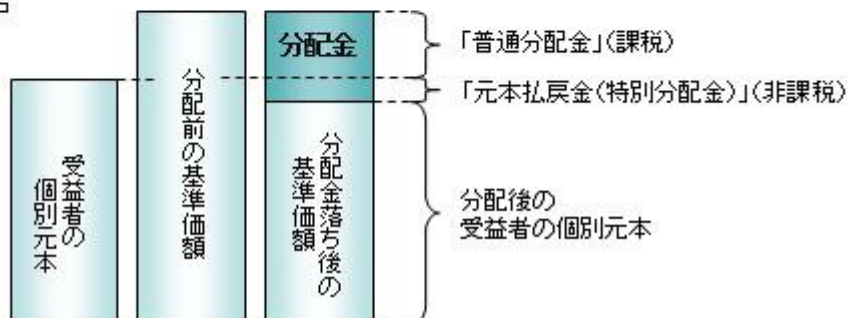 受益者の
個別元本
分配前の基準価額
分配金
分配金落ち後の
基準価額
「普通分配金」(課税)
「元本払戻金(特別分配金)」(非課税)
分配後の
受益者の個別元本